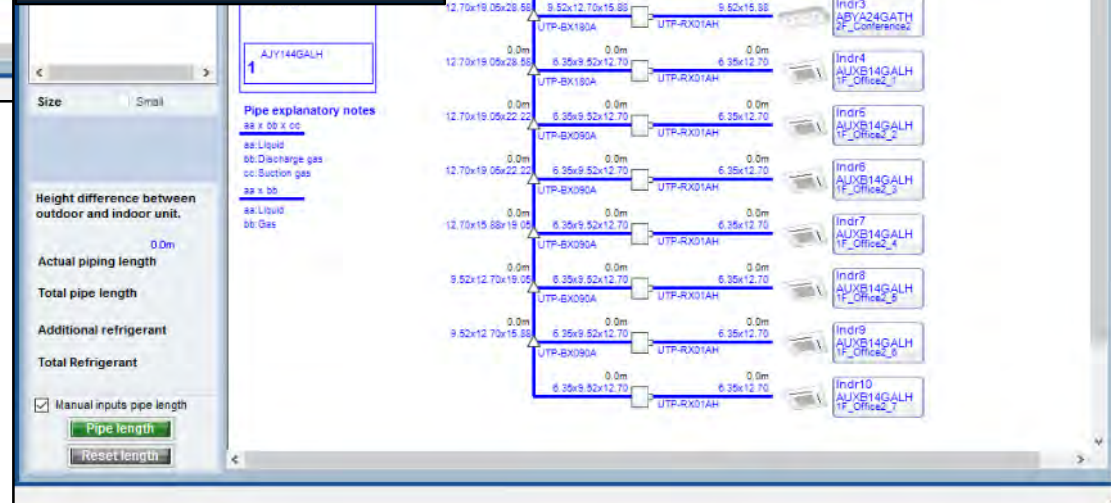 Size
Small
Height difference between
outdoor and indoor unit.
0.0m
Actual piping length
Total pipe length
Additional refrigerant
Total Refrigerant
Manual inputs pipe length
Pipe length
Reset length
AJY144GALH
1
Pipe explanatory notes
aa x bb x cc
aa:Liquid
bb:Discharge gas
cc:Suction gas
aa x bb
aa:Liquid
bb:Gas
12.70x19.05x28.58 9.52x12.70x15.88 9.52x15.88
UTP-BX180A UTP-RX01AH
Indr3
ABYA24GATH
2F_Conference2
0.0m 0.0m 0.0m
12.70x19.05x28.58 6.35x9.52x12.70 6.35x12.70
UTP-BX180A UTP-RX01AH
Indr4
AUXB14GALH
1F_Office2_1
0.0m 0.0m 0.0m
12.70x19.05x22.22 6.35x9.52x12.70 6.35x12.70
UTP-BX090A UTP-RX01AH
Indr5
AUXB14GALH
1F_Office2_2
0.0m 0.0m 0.0m
12.70x19.05x22.22 6.35x9.52x12.70 6.35x12.70
UTP-BX090A UTP-RX01AH
Indr6
AUXB14GALH
1F_Office2_3
0.0m 0.0m 0.0m
12.70x15.88x19.05 6.35x9.52x12.70 6.35x12.70
UTP-BX090A UTP-RX01AH
Indr7
AUXB14GALH
1F_Office2_4
0.0m 0.0m 0.0m
9.52x12.70x19.05 6.35x9.52x12.70 6.35x12.70
UTP-BX090A UTP-RX01AH
Indr8
AUXB14GALH
1F_Office2_5
0.0m 0.0m 0.0m
9.52x12.70x15.88 6.35x9.52x12.70 6.35x12.70
UTP-BX090A UTP-RX01AH
Indr9
AUXB14GALH
1F_Office2_6
0.0m 0.0m
6.35x9.52x12.70 6.35x12.70
UTP-RX01AH
Indr10
AUXB14GALH
1F_Office2_7